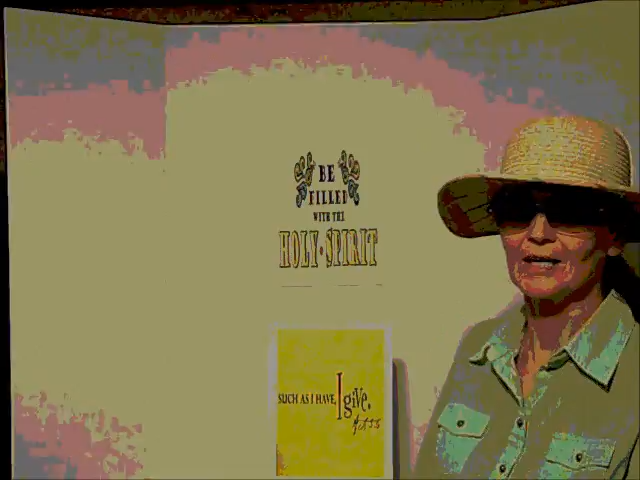 BE
FILLED
WITH THE
HOLY·SPIRIT
SUCH AS I HAVE, I give.